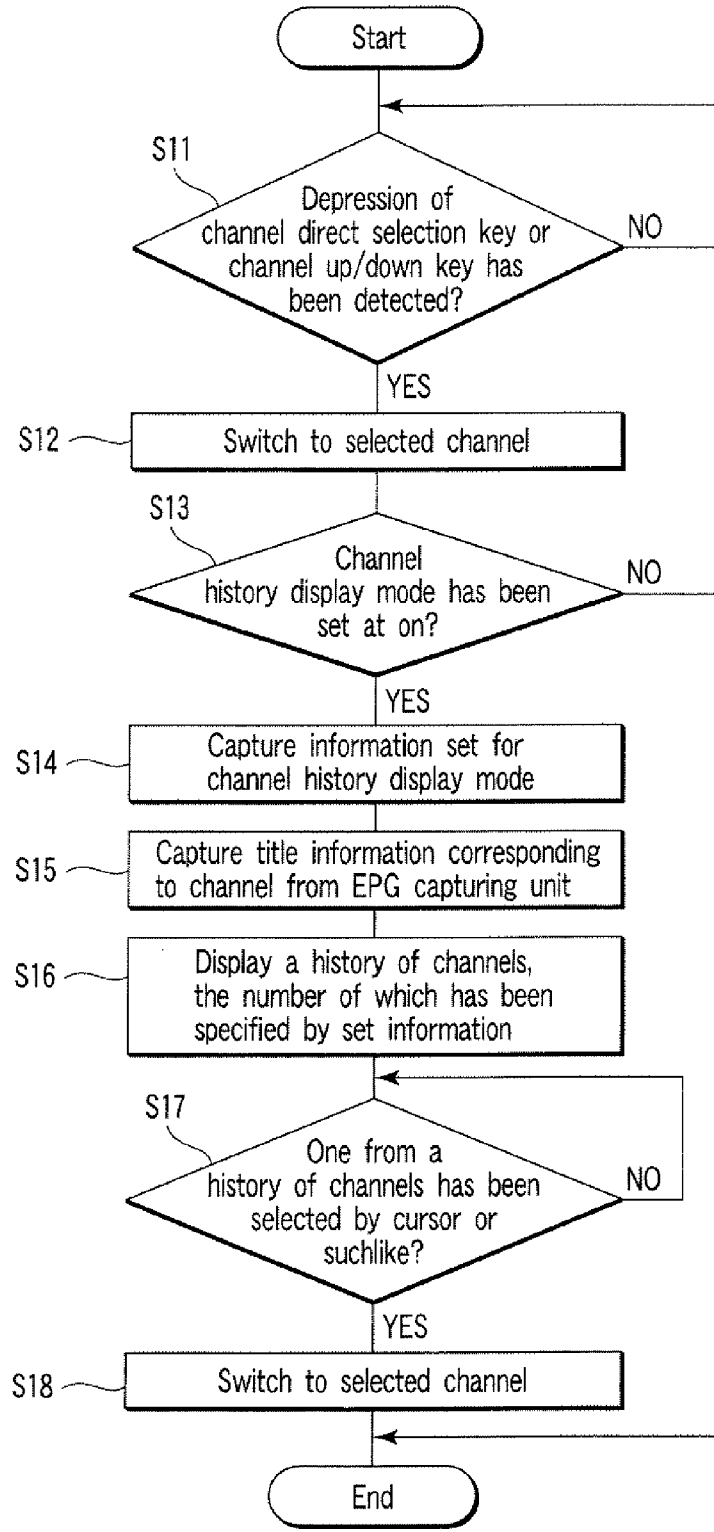 Start
S11
Depression of
channel direct selection key or
channel up/down key has
been detected?
NO
YES
S12
Switch to selected channel
S13
Channel
history display mode has been
set at on?
NO
YES
S14
Capture information set for
channel history display mode
S15
Capture title information corresponding
to channel from EPG capturing unit
S16
Display a history of channels,
the number of which has been
specified by set information
S17
One from a
history of channels has been
selected by cursor or
suchlike?
NO
YES
S18
Switch to selected channel
End